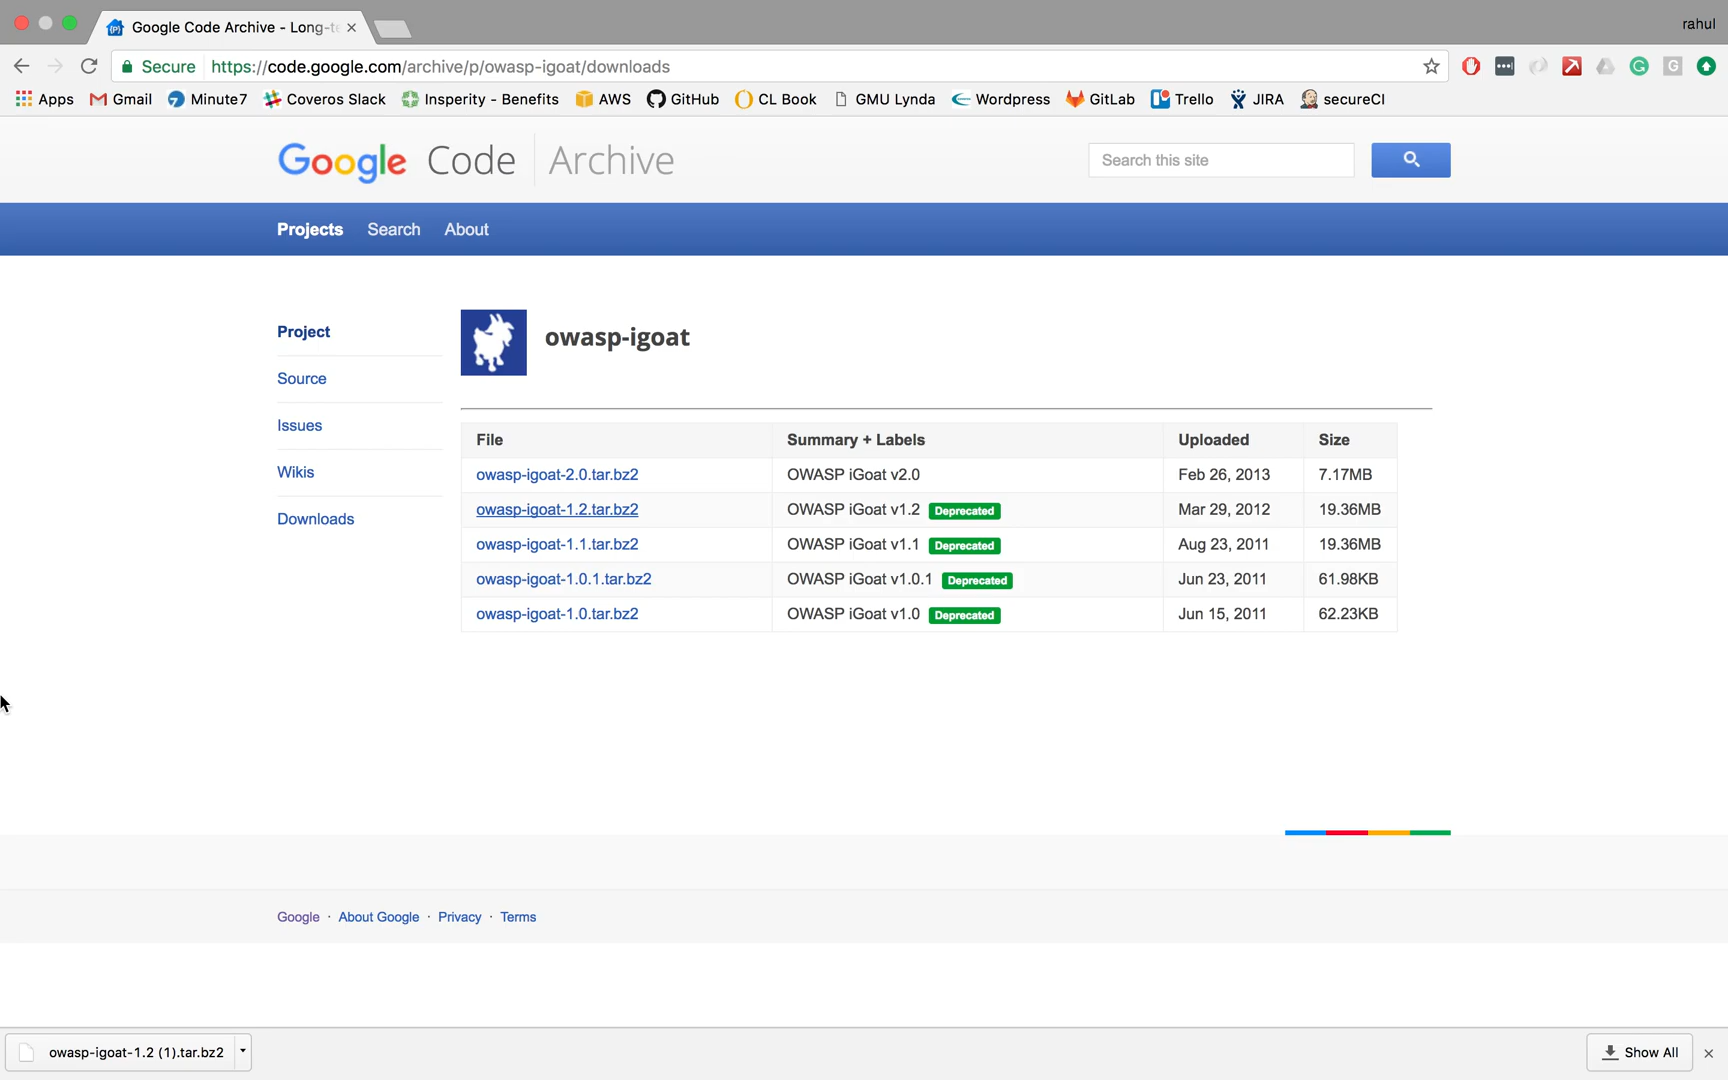 Google Code Archive - Long-te
rahul
Secure https://code.google.com/archive/p/owasp-igoat/downloads
Apps Gmail Minute7 Coveros Slack Insperity - Benefits AWS GitHub CL Book GMU Lynda Wordpress GitLab Trello JIRA secureCI
Google Code Archive
Search this site
Projects Search About
Project
Source
Issues
Wikis
Downloads
owasp-igoat
File Summary + Labels Uploaded Size
owasp-igoat-2.0.tar.bz2 OWASP iGoat v2.0 Feb 26, 2013 7.17MB
owasp-igoat-1.2.tar.bz2 OWASP iGoat v1.2 Deprecated Mar 29, 2012 19.36MB
owasp-igoat-1.1.tar.bz2 OWASP iGoat v1.1 Deprecated Aug 23, 2011 19.36MB
owasp-igoat-1.0.1.tar.bz2 OWASP iGoat v1.0.1 Deprecated Jun 23, 2011 61.98KB
owasp-igoat-1.0.tar.bz2 OWASP iGoat v1.0 Deprecated Jun 15, 2011 62.23KB
Google · About Google · Privacy · Terms
owasp-igoat-1.2 (1).tar.bz2
Show All